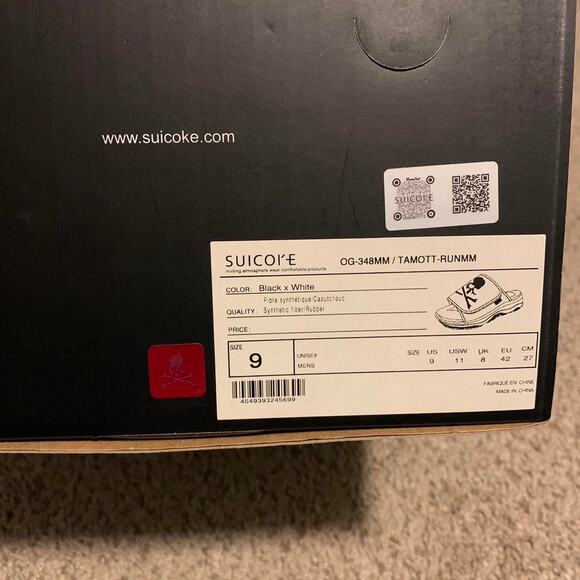 www.suicoke.com
SUICOKE
SUICOKE OG-348MM / TAMOTT-RUNMM
inviting atmosphere wear comfortable products
COLOR: Black x White
Fibre synthétique/Caoutchouc
QUALITY: Synthetic fiber/Rubber
PRICE:
SIZE 9 UNISEX MENS SIZE US 9 USW 11 UK 8 EU 42 CM 27
4549393245699
FABRIQUÉ EN CHINE
MADE IN CHINA